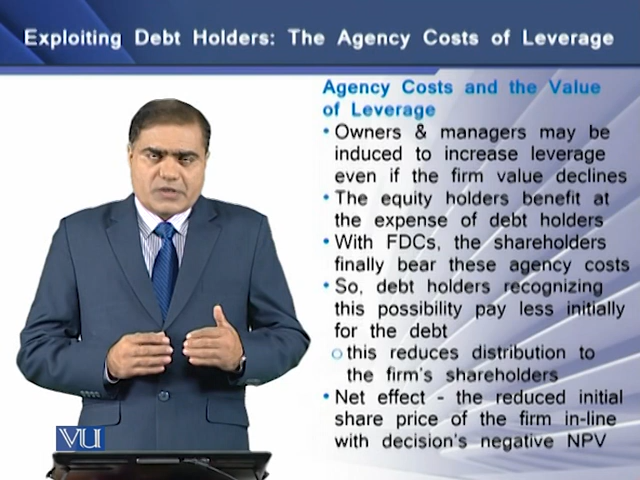 Exploiting Debt Holders: The Agency Costs of Leverage
Agency Costs and the Value
of Leverage
• Owners & managers may be
induced to increase leverage
even if the firm value declines
• The equity holders benefit at
the expense of debt holders
• With FDCs, the shareholders
finally bear these agency costs
• So, debt holders recognizing
this possibility pay less initially
for the debt
o this reduces distribution to
the firm's shareholders
• Net effect - the reduced initial
share price of the firm in-line
with decision's negative NPV
VU